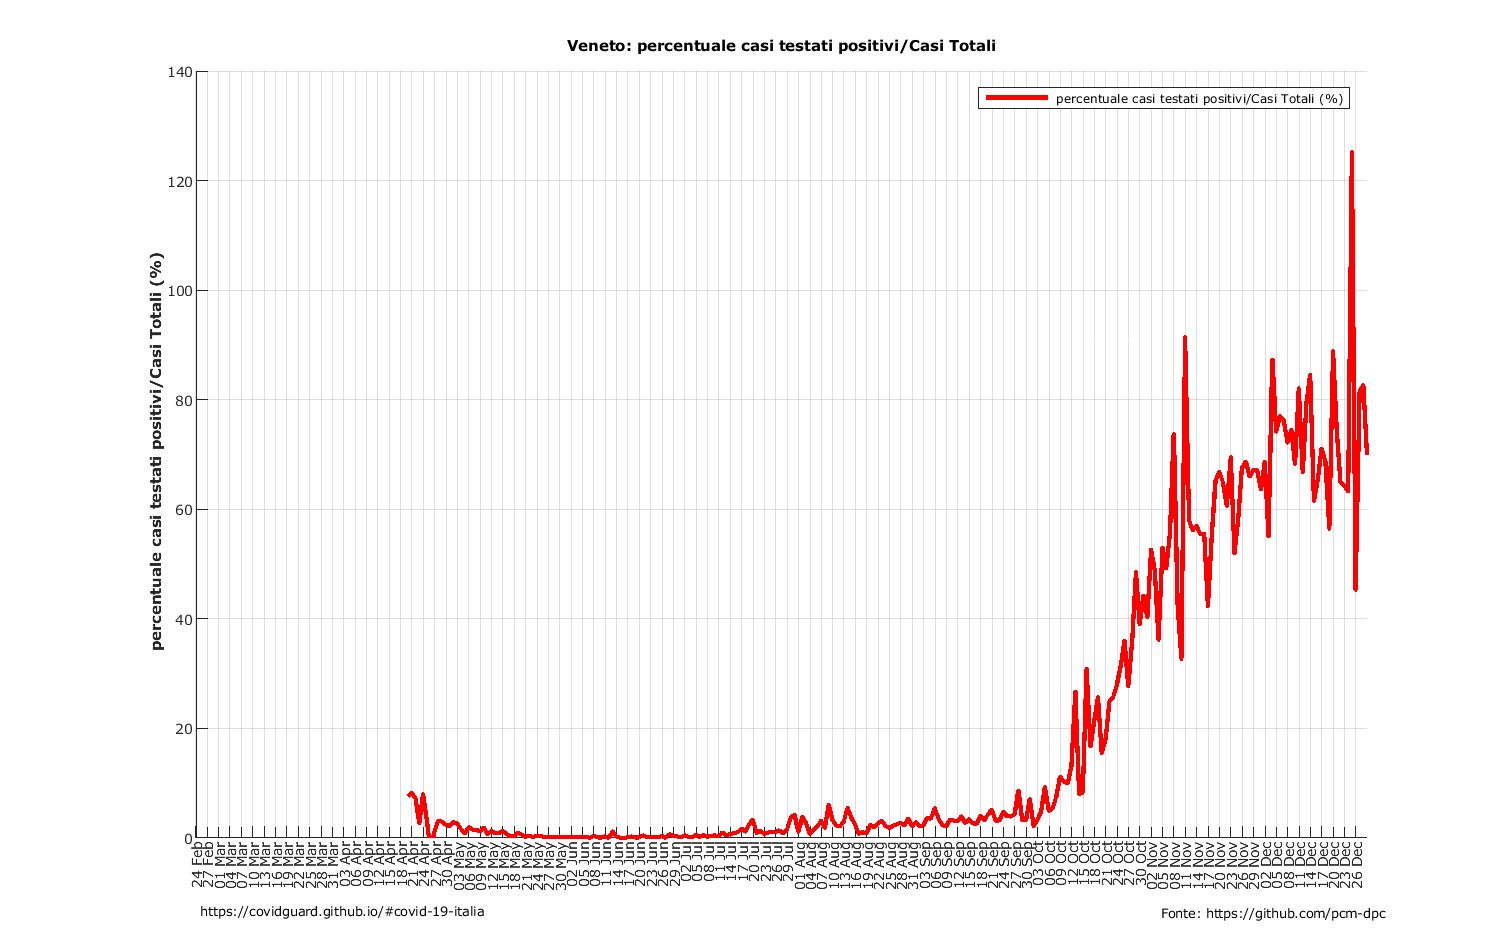 Veneto: percentuale casi testati positivi/Casi Totali
percentuale casi testati positivi/Casi Totali (%)
percentuale casi testati positivi/Casi Totali (%)
140
120
100
80
60
40
20
0
24 Feb
27 Feb
01 Mar
04 Mar
07 Mar
10 Mar
13 Mar
16 Mar
19 Mar
22 Mar
25 Mar
28 Mar
31 Mar
03 Apr
06 Apr
09 Apr
12 Apr
15 Apr
18 Apr
21 Apr
24 Apr
27 Apr
30 Apr
03 May
06 May
09 May
12 May
15 May
18 May
21 May
24 May
27 May
30 May
02 Jun
05 Jun
08 Jun
11 Jun
14 Jun
17 Jun
20 Jun
23 Jun
26 Jun
29 Jun
02 Jul
05 Jul
08 Jul
11 Jul
14 Jul
17 Jul
20 Jul
23 Jul
26 Jul
29 Jul
01 Aug
04 Aug
07 Aug
10 Aug
13 Aug
16 Aug
19 Aug
22 Aug
25 Aug
28 Aug
31 Aug
03 Sep
06 Sep
09 Sep
12 Sep
15 Sep
18 Sep
21 Sep
24 Sep
27 Sep
30 Sep
03 Oct
06 Oct
09 Oct
12 Oct
15 Oct
18 Oct
21 Oct
24 Oct
27 Oct
30 Oct
02 Nov
05 Nov
08 Nov
11 Nov
14 Nov
17 Nov
20 Nov
23 Nov
26 Nov
29 Nov
02 Dec
05 Dec
08 Dec
11 Dec
14 Dec
17 Dec
20 Dec
23 Dec
26 Dec
https://covidguard.github.io/#covid-19-italia
Fonte: https://github.com/pcm-dpc